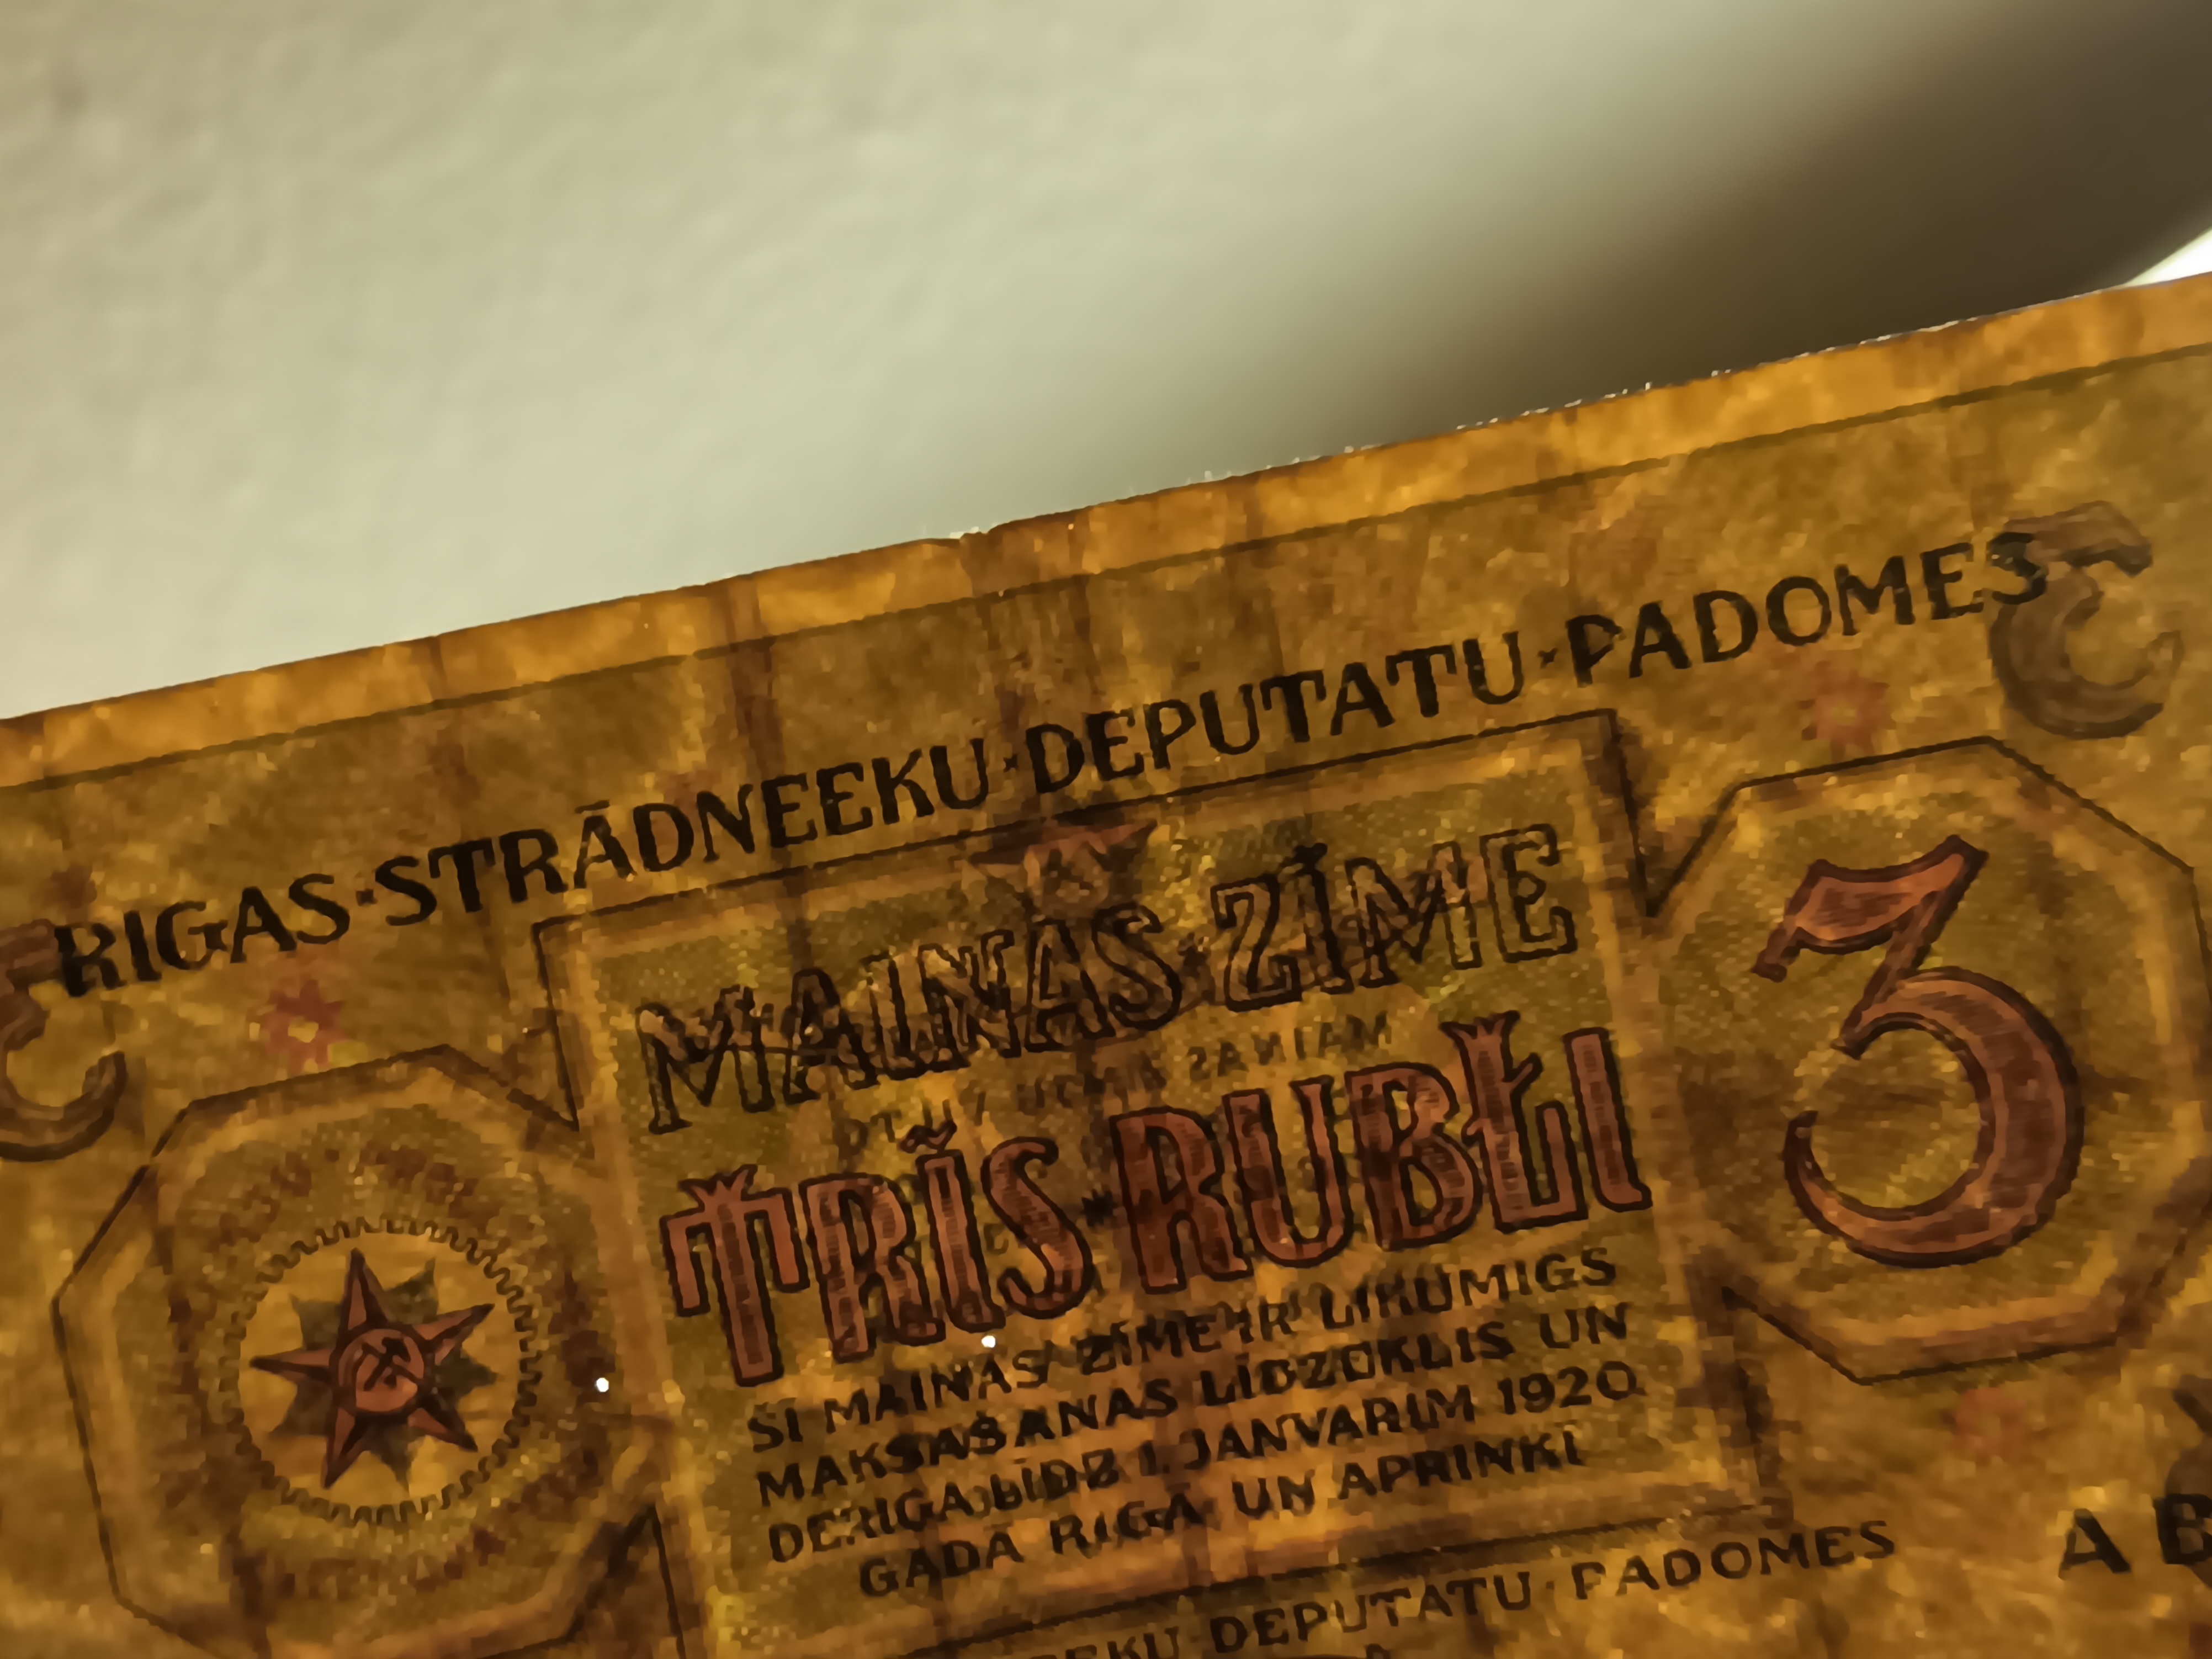 RIGAS·STRĀDNEEKU·DEPUTATU·PADOMES
MAINAS·ZĪME
TRĪS·RUBĻI
3
ŠI MAIŅAS ZĪME IR LIKUMIGS
MAKSAŠANAS LĪDZEKLIS UN
DERIGA LĪDZ 1. JANVARIM 1920
GADA RIGĀ UN APRINKI
DEPUTATU·PADOMES